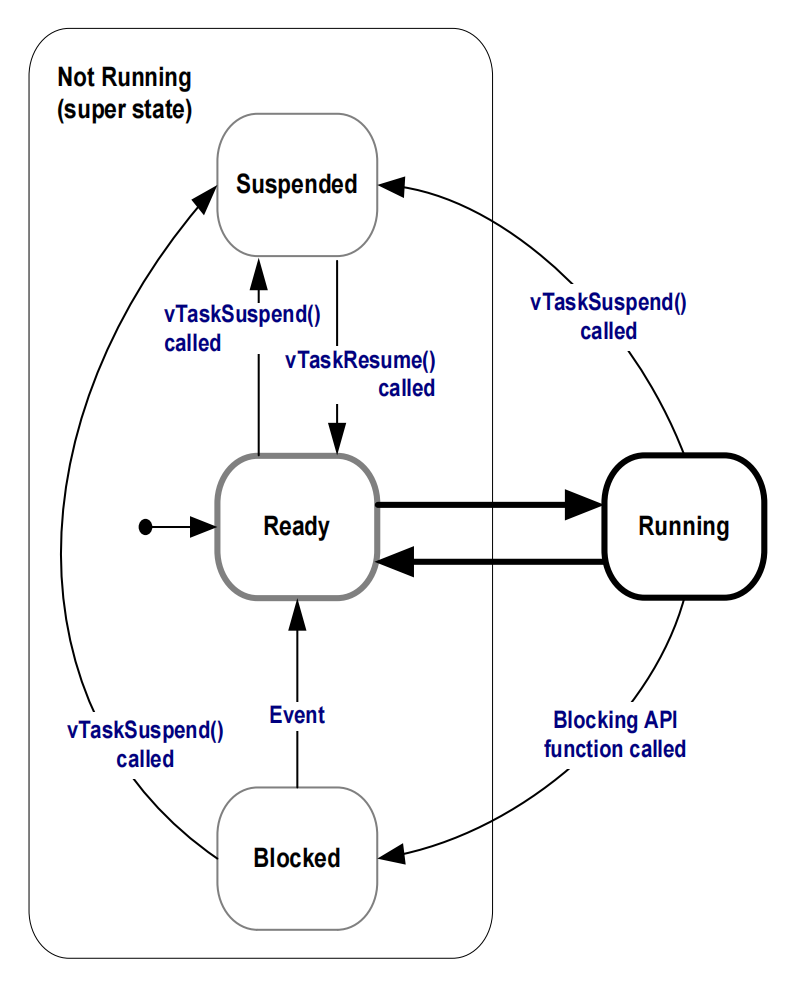 Not Running
(super state)
Suspended
vTaskSuspend()
called
vTaskSuspend()
called
vTaskResume()
called
Ready
Running
Event
vTaskSuspend()
called
Blocking API
function called
Blocked